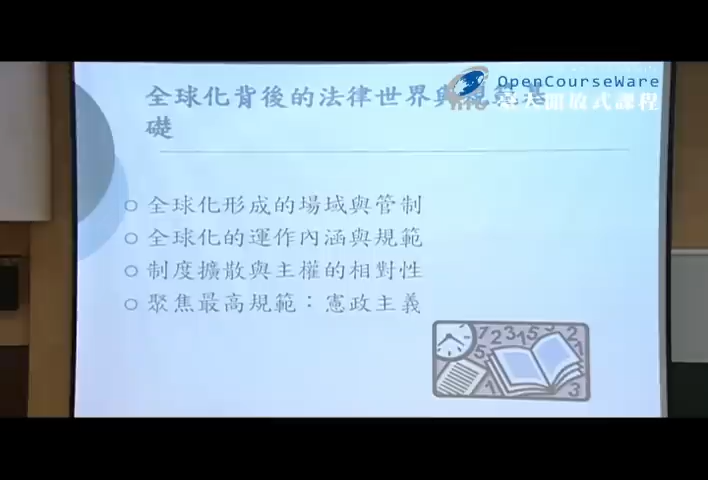 OpenCourseWare
大開放式課程
全球化背後的法律世界與規範基
礎
全球化形成的場域與管制
全球化的運作內涵與規範
制度擴散與主權的相對性
聚焦最高規範：憲政主義